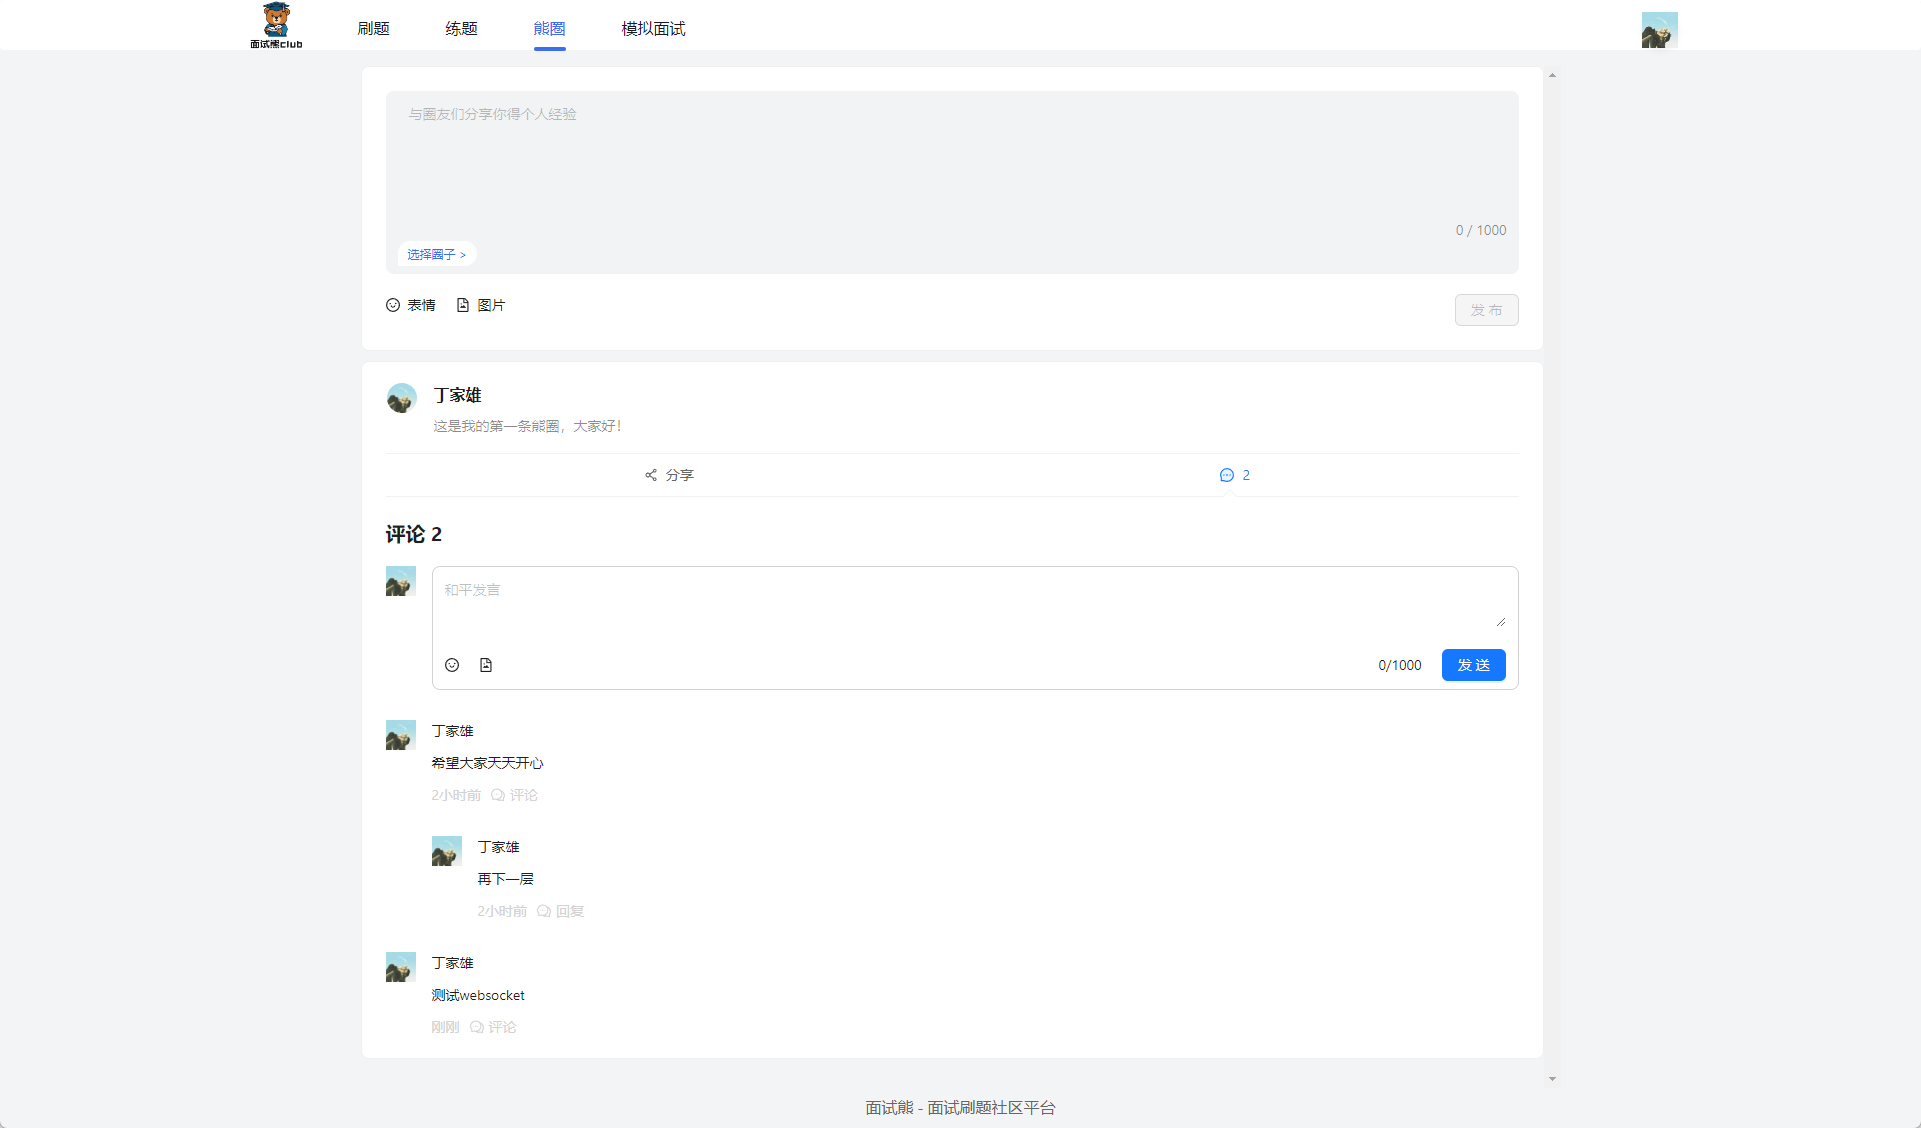 面试熊club
刷题 练题 熊圈 模拟面试
与圈友们分享你得个人经验
0 / 1000
选择圈子 >
表情 图片
发 布
丁家雄
这是我的第一条熊圈，大家好！
分享 2
评论 2
和平发言
0/1000 发 送
丁家雄
希望大家天天开心
2小时前 评论
丁家雄
再下一层
2小时前 回复
丁家雄
测试websocket
刚刚 评论
面试熊 - 面试刷题社区平台